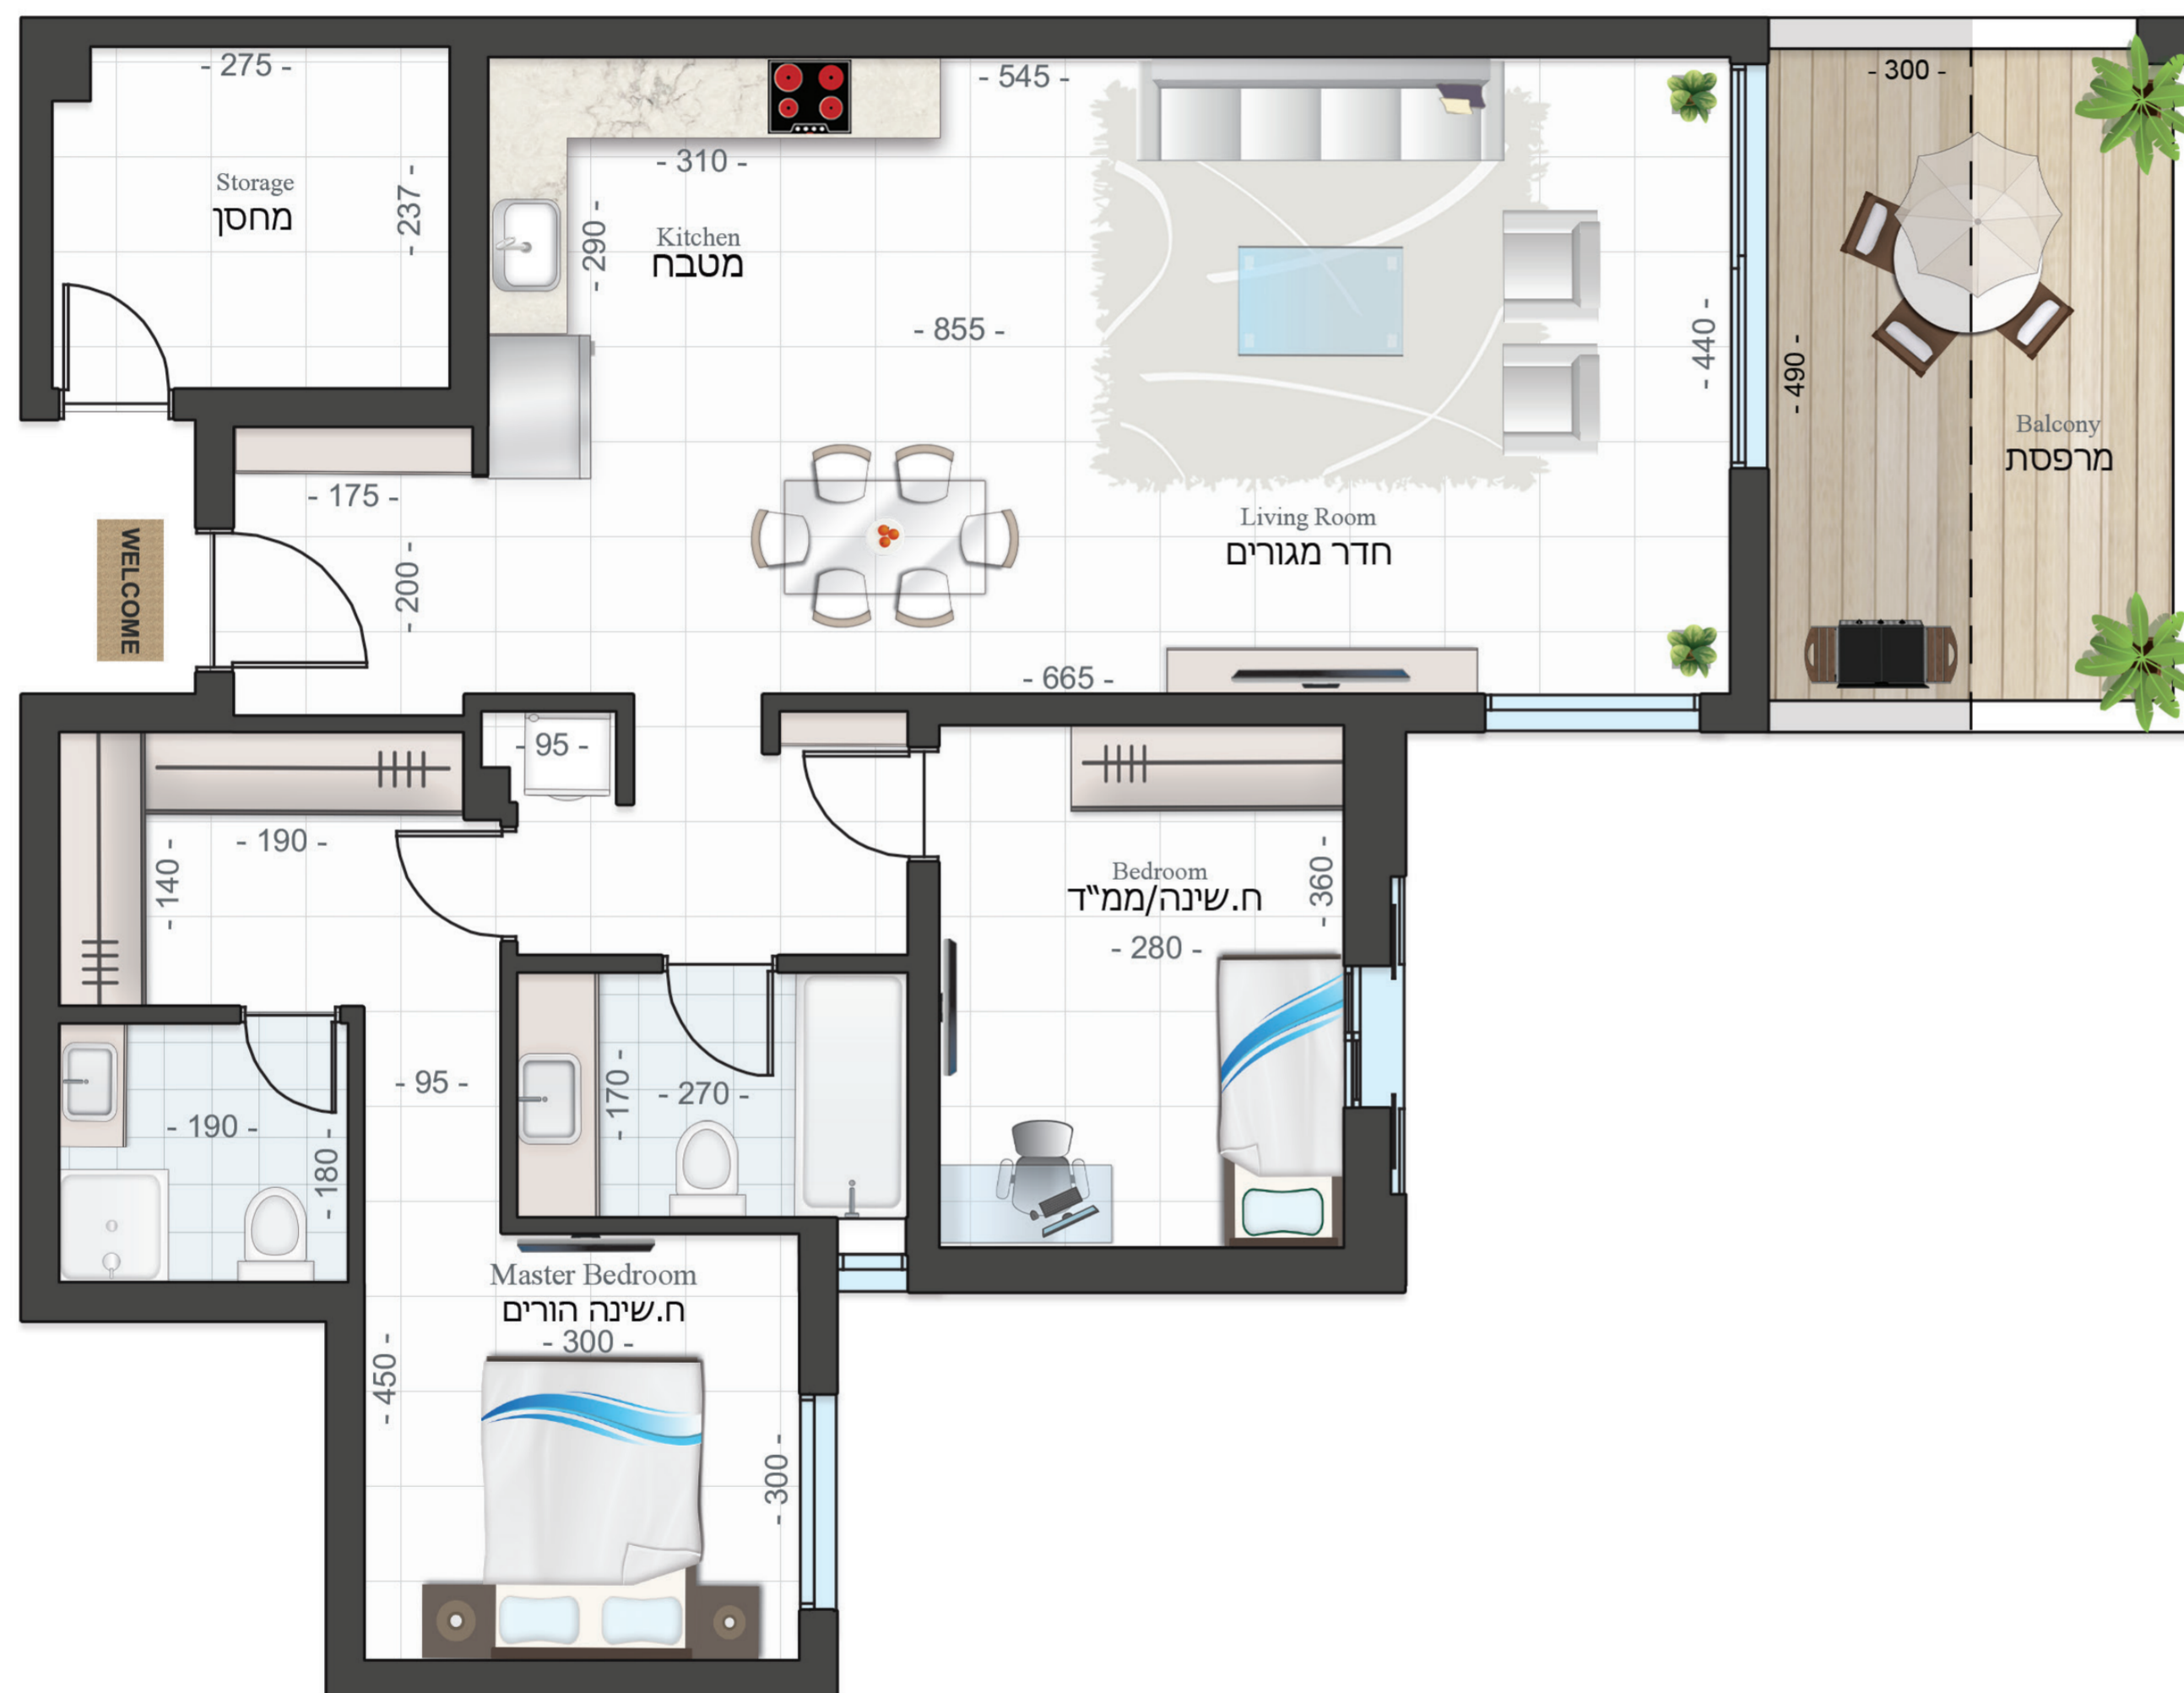 - 275 -
Storage
מחסן
- 237 -
- 545 -
- 310 -
- 290 -
Kitchen
מטבח
- 855 -
- 440 -
- 300 -
- 490 -
Balcony
מרפסת
- 175 -
- 200 -
WELCOME
Living Room
חדר מגורים
- 665 -
- 95 -
- 190 -
- 140 -
Bedroom
ח.שינה/ממ"ד
- 360 -
- 280 -
- 95 -
- 170 -
- 270 -
- 190 -
- 180 -
Master Bedroom
ח.שינה הורים
- 300 -
- 450 -
- 300 -